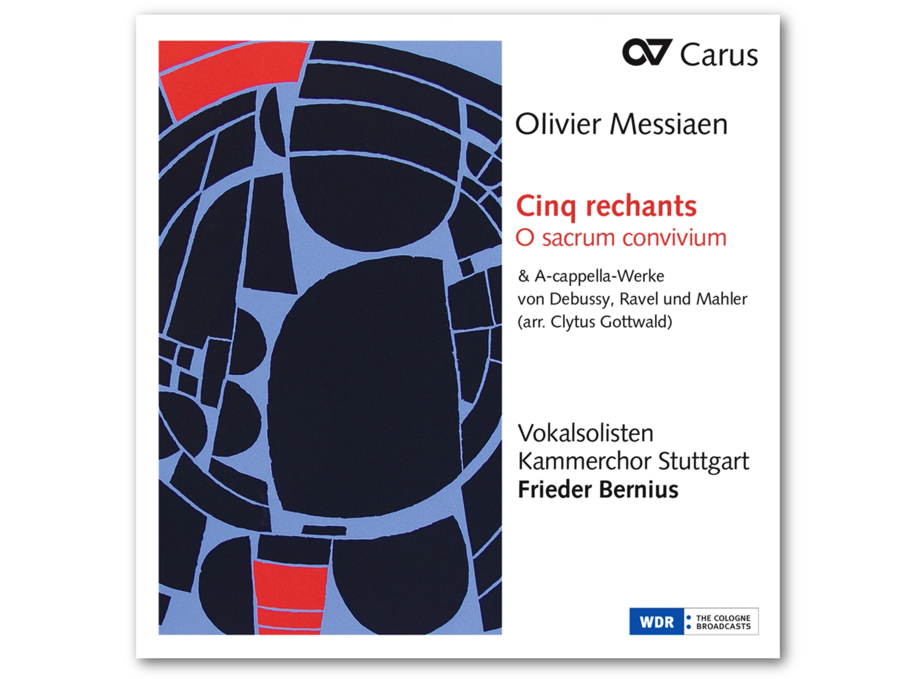 Carus
Olivier Messiaen
Cinq rechants
O sacrum convivium
& A-cappella-Werke
von Debussy, Ravel und Mahler
(arr. Clytus Gottwald)
Vokalsolisten
Kammerchor Stuttgart
Frieder Bernius
WDR THE COLOGNE
BROADCASTS